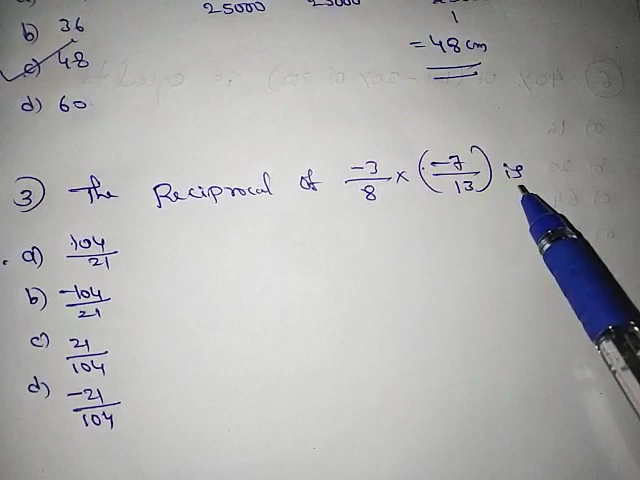 25000
b) 36
1
c) 48
= 48 cm
d) 60
3) The Reciprocal of -3/8 × (-7/13) is
a) 104/21
b) -104/21
c) 21/104
d) -21/104